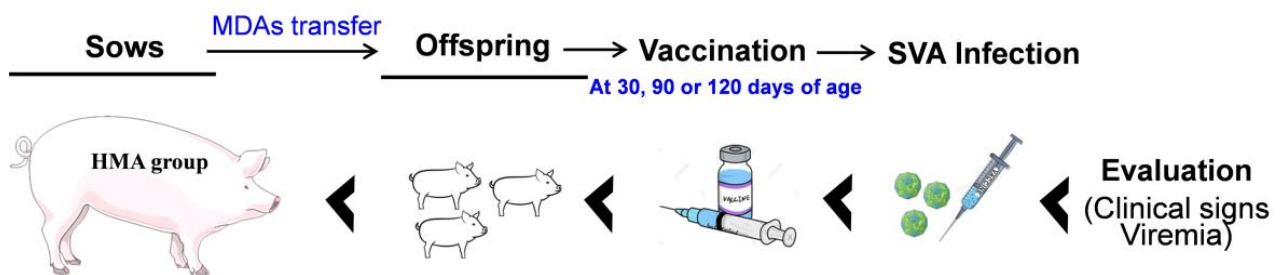 Sows
MDAs transfer
Offspring
Vaccination
SVA Infection
At 30, 90 or 120 days of age
HMA group
VACCINE
Evaluation
(Clinical signs
Viremia)